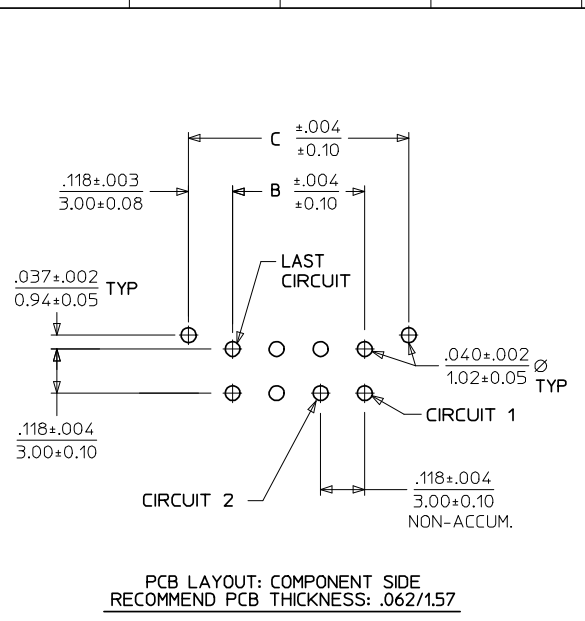 C ±.004
±0.10
.118±.003
3.00±0.08
B ±.004
±0.10
LAST
CIRCUIT
.037±.002
0.94±0.05 TYP
.040±.002
1.02±0.05 Ø
TYP
CIRCUIT 1
.118±.004
3.00±0.10
CIRCUIT 2
.118±.004
3.00±0.10
NON-ACCUM.
PCB LAYOUT: COMPONENT SIDE
RECOMMEND PCB THICKNESS: .062/1.57